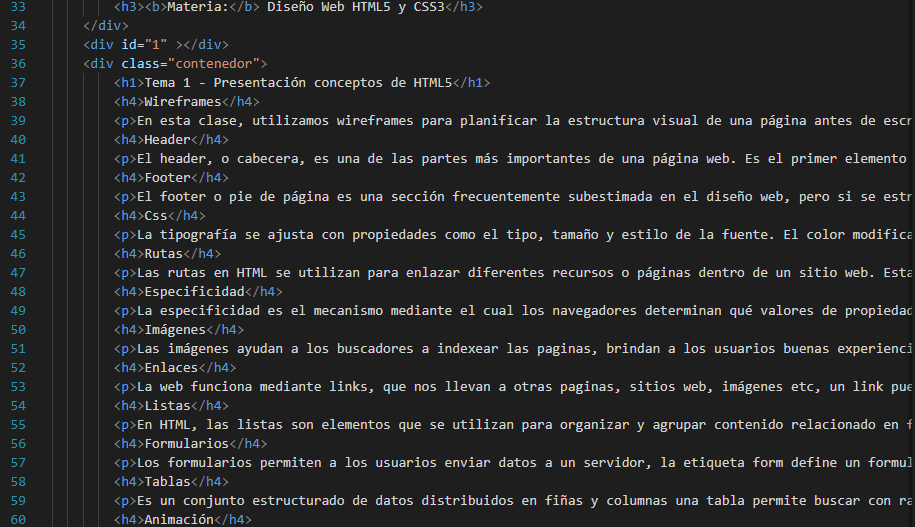 33 <h3><b>Materia:</b> Diseño Web HTML5 y CSS3</h3>
34 </div>
35 <div id="1" ></div>
36 <div class="contenedor">
37 <h1>Tema 1 - Presentación conceptos de HTML5</h1>
38 <h4>Wireframes</h4>
39 <p>En esta clase, utilizamos wireframes para planificar la estructura visual de una página antes de escr
40 <h4>Header</h4>
41 <p>El header, o cabecera, es una de las partes más importantes de una página web. Es el primer elemento
42 <h4>Footer</h4>
43 <p>El footer o pie de página es una sección frecuentemente subestimada en el diseño web, pero si se estr
44 <h4>Css</h4>
45 <p>La tipografía se ajusta con propiedades como el tipo, tamaño y estilo de la fuente. El color modifica
46 <h4>Rutas</h4>
47 <p>Las rutas en HTML se utilizan para enlazar diferentes recursos o páginas dentro de un sitio web. Esta
48 <h4>Especificidad</h4>
49 <p>La especificidad es el mecanismo mediante el cual los navegadores determinan qué valores de propiedad
50 <h4>Imágenes</h4>
51 <p>Las imágenes ayudan a los buscadores a indexear las paginas, brindan a los usuarios buenas experienci
52 <h4>Enlaces</h4>
53 <p>La web funciona mediante links, que nos llevan a otras paginas, sitios web, imágenes etc, un link pue
54 <h4>Listas</h4>
55 <p>En HTML, las listas son elementos que se utilizan para organizar y agrupar contenido relacionado en f
56 <h4>Formularios</h4>
57 <p>Los formularios permiten a los usuarios enviar datos a un servidor, la etiqueta form define un formul
58 <h4>Tablas</h4>
59 <p>Es un conjunto estructurado de datos distribuidos en fiñas y columnas una tabla permite buscar con ra
60 <h4>Animación</h4>